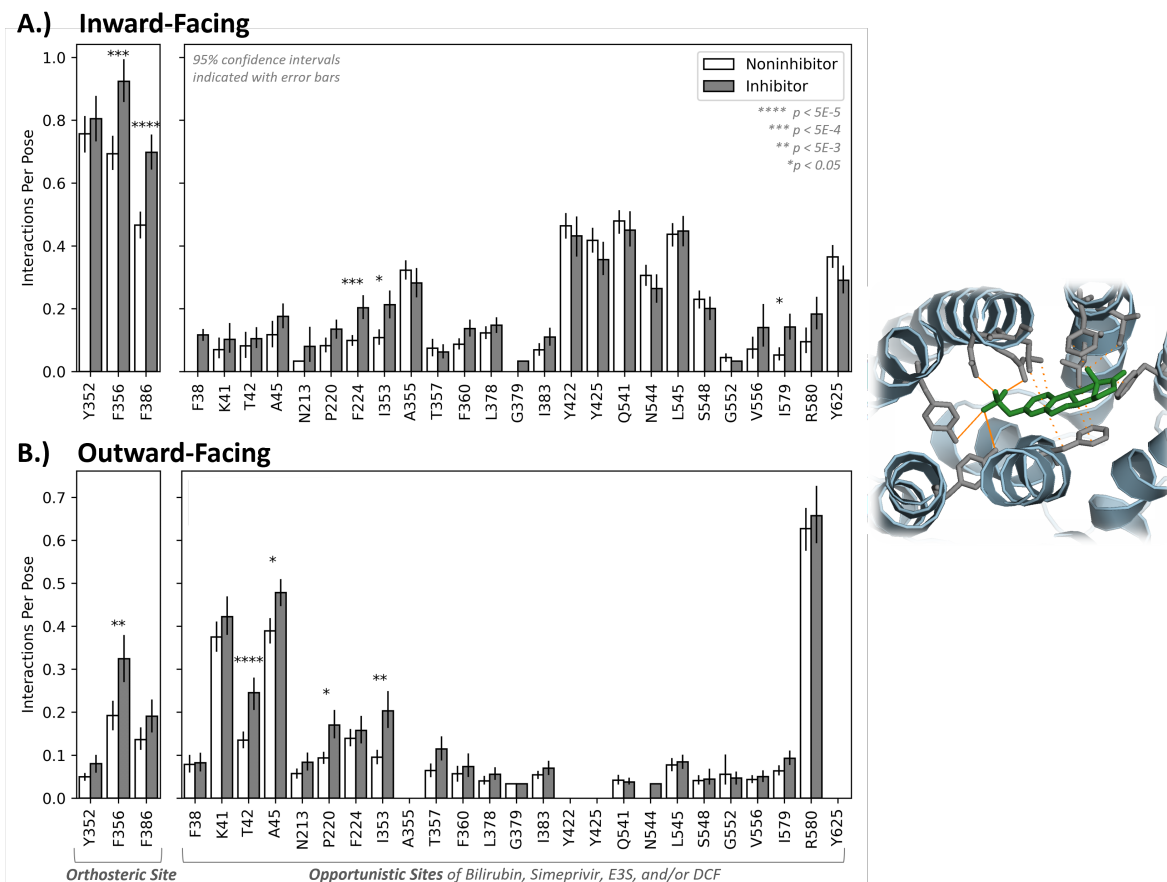 A.) Inward-Facing
Interactions Per Pose
1.0
0.8
0.6
0.4
0.2
0.0
***
****
95% confidence intervals
indicated with error bars
Noninhibitor
Inhibitor
**** p < 5E-5
*** p < 5E-4
** p < 5E-3
*p < 0.05
***
*
*
Y352 F356 F386 F38 K41 T42 A45 N213 P220 F224 I353 A355 T357 F360 L378 G379 I383 Y422 Y425 Q541 N544 L545 S548 G552 V556 I579 R580 Y625
B.) Outward-Facing
Interactions Per Pose
0.7
0.6
0.5
0.4
0.3
0.2
0.1
0.0
**
****
*
*
**
Y352 F356 F386 F38 K41 T42 A45 N213 P220 F224 I353 A355 T357 F360 L378 G379 I383 Y422 Y425 Q541 N544 L545 S548 G552 V556 I579 R580 Y625
Orthosteric Site
Opportunistic Sites of Bilirubin, Simeprivir, E3S, and/or DCF